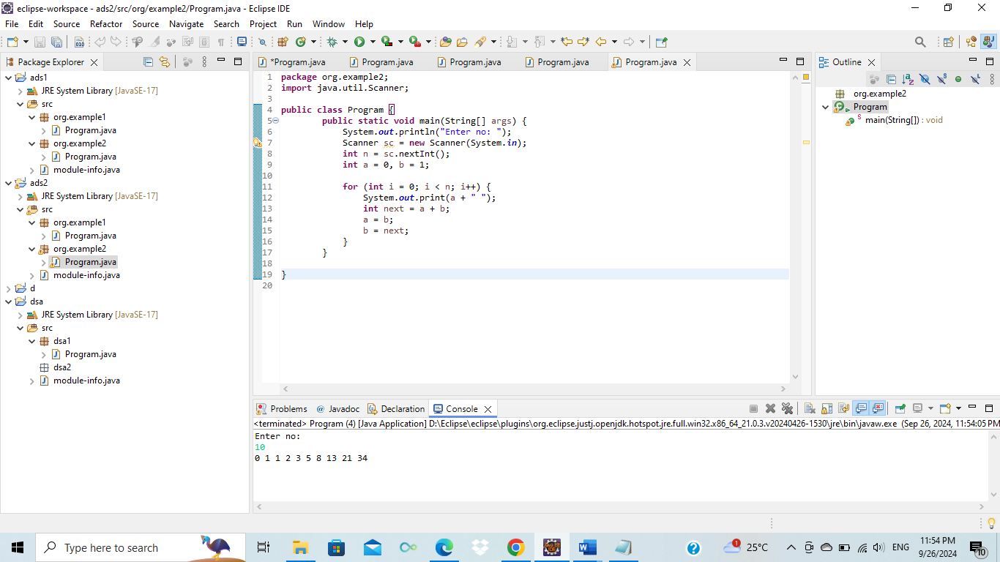 eclipse-workspace - ads2/src/org/example2/Program.java - Eclipse IDE
File Edit Source Refactor Source Navigate Search Project Run Window Help
Package Explorer
ads1
JRE System Library [JavaSE-17]
src
org.example1
Program.java
org.example2
Program.java
module-info.java
ads2
JRE System Library [JavaSE-17]
src
org.example1
Program.java
org.example2
Program.java
module-info.java
d
dsa
JRE System Library [JavaSE-17]
src
dsa1
Program.java
dsa2
module-info.java
*Program.java Program.java Program.java Program.java Program.java
1 package org.example2;
2 import java.util.Scanner;
3
4 public class Program {
5 public static void main(String[] args) {
6 System.out.println("Enter no: ");
7 Scanner sc = new Scanner(System.in);
8 int n = sc.nextInt();
9 int a = 0, b = 1;
10
11 for (int i = 0; i < n; i++) {
12 System.out.print(a + " ");
13 int next = a + b;
14 a = b;
15 b = next;
16 }
17 }
18
19 }
20
Outline
org.example2
Program
main(String[]) : void
Problems @ Javadoc Declaration Console
<terminated> Program (4) [Java Application] D:\Eclipse\eclipse\plugins\org.eclipse.justj.openjdk.hotspot.jre.full.win32.x86_64_21.0.3.v20240426-1530\jre\bin\javaw.exe (Sep 26, 2024, 11:54:05 PM
Enter no:
10
0 1 1 2 3 5 8 13 21 34
Type here to search
25°C
ENG
11:54 PM
9/26/2024
10